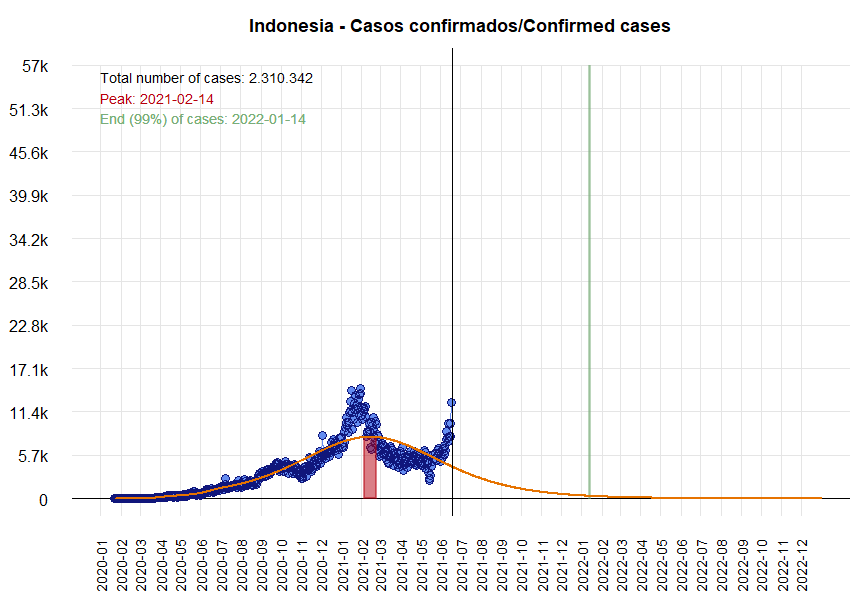 Indonesia - Casos confirmados/Confirmed cases
57k
Total number of cases: 2.310.342
Peak: 2021-02-14
End (99%) of cases: 2022-01-14
51.3k
45.6k
39.9k
34.2k
28.5k
22.8k
17.1k
11.4k
5.7k
0
2020-01
2020-02
2020-03
2020-04
2020-05
2020-06
2020-07
2020-08
2020-09
2020-10
2020-11
2020-12
2021-01
2021-02
2021-03
2021-04
2021-05
2021-06
2021-07
2021-08
2021-09
2021-10
2021-11
2021-12
2022-01
2022-02
2022-03
2022-04
2022-05
2022-06
2022-07
2022-08
2022-09
2022-10
2022-11
2022-12